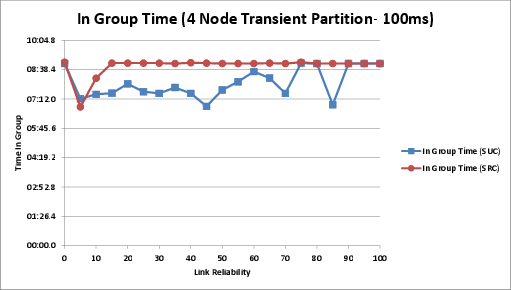 In Group Time (4 Node Transient Partition- 100ms)
10:04.8
08:38.4
07:12.0
05:45.6
04:19.2
02:52.8
01:26.4
00:00.0
Time In Group
0 10 20 30 40 50 60 70 80 90 100
Link Reliability
In Group Time (SUC)
In Group Time (SRC)